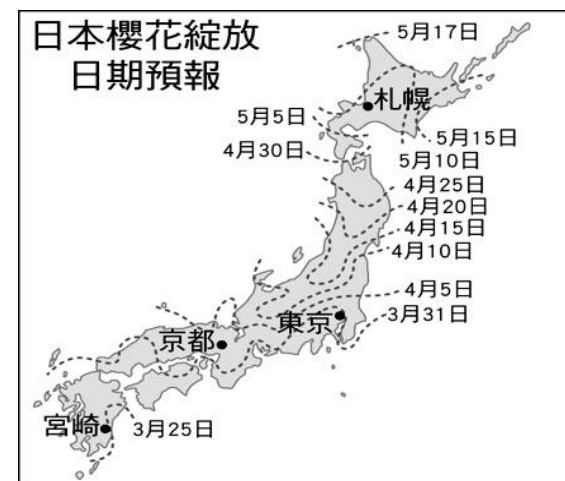 日本櫻花綻放
日期預報
5月17日
札幌
5月5日
5月15日
4月30日
5月10日
4月25日
4月20日
4月15日
4月10日
4月5日
東京
3月31日
京都
宮崎
3月25日